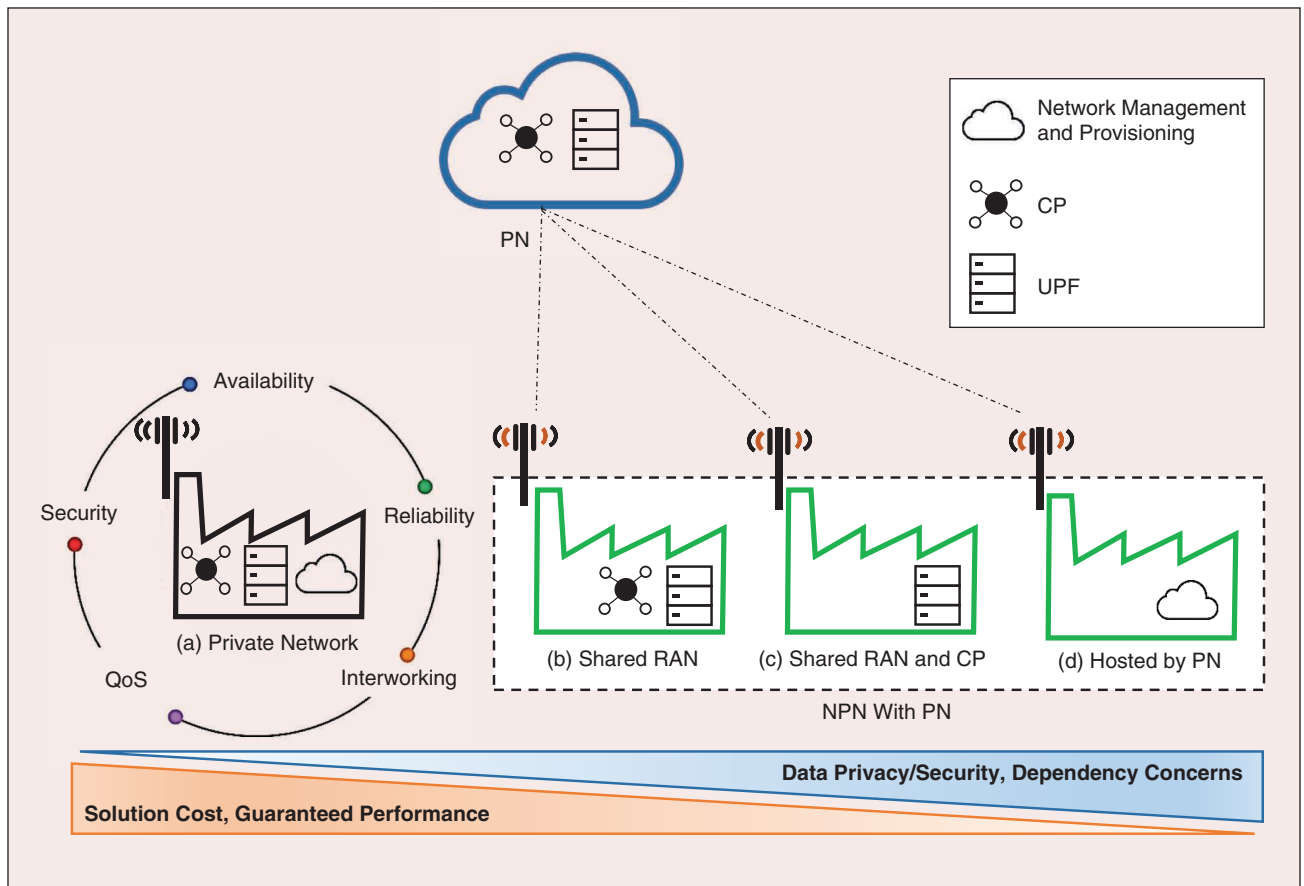 PN
Network Management
and Provisioning
CP
UPF
Availability
Security
Reliability
(a) Private Network
QoS
Interworking
(b) Shared RAN
(c) Shared RAN and CP
(d) Hosted by PN
NPN With PN
Data Privacy/Security, Dependency Concerns
Solution Cost, Guaranteed Performance